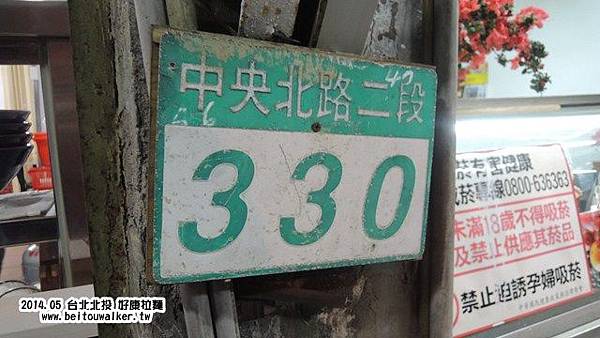 中央北路二段
330
菸有害健康
戒菸專線0800-636363
未滿18歲不得吸菸
及禁止供應其菸品
禁止迫誘孕婦吸菸
2014.05 台北北投|好康拉麵
www.beitouwalker.tw